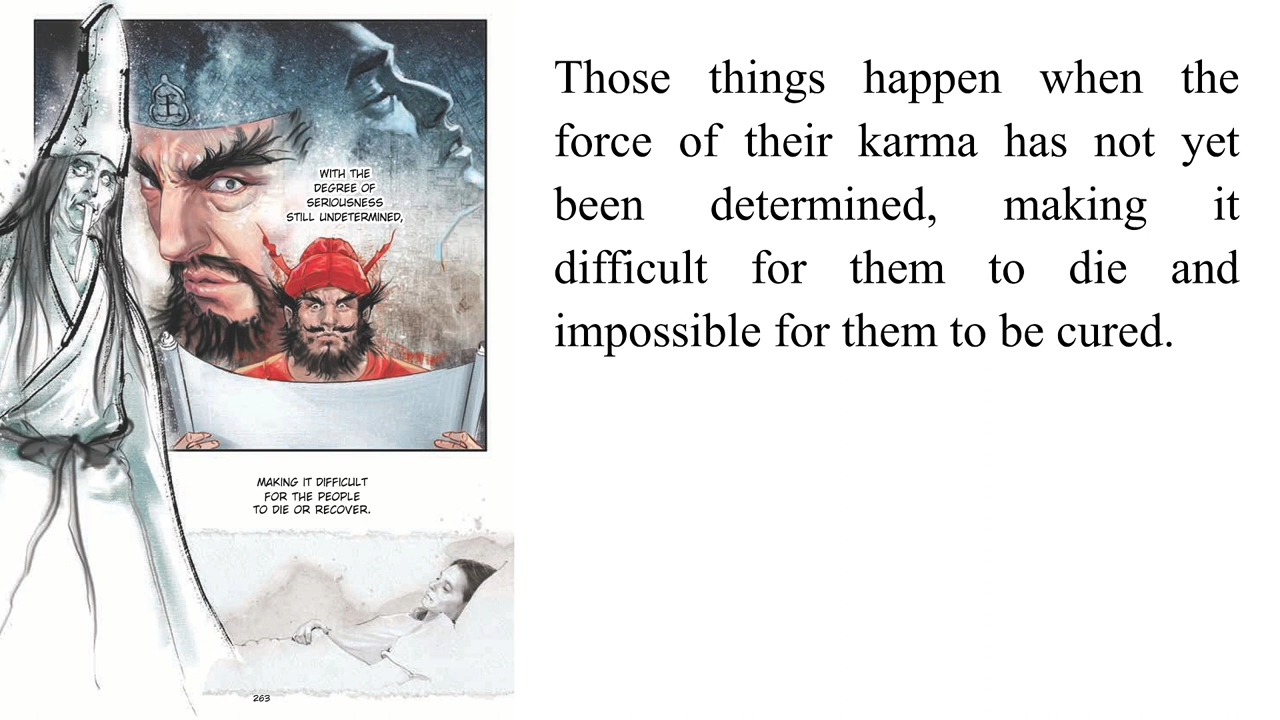 WITH THE
DEGREE OF
SERIOUSNESS
STILL UNDETERMINED,
MAKING IT DIFFICULT
FOR THE PEOPLE
TO DIE OR RECOVER.
263
Those things happen when the
force of their karma has not yet
been determined, making it
difficult for them to die and
impossible for them to be cured.